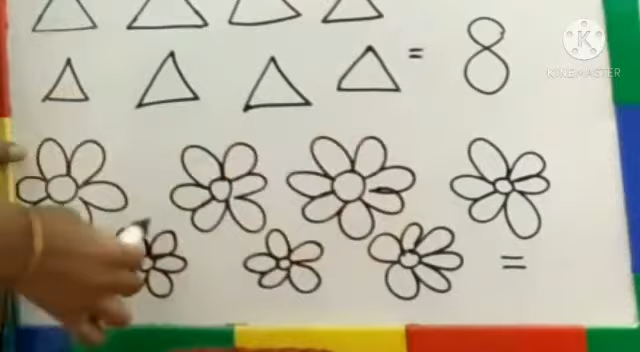 KINEMASTER
= 8
=